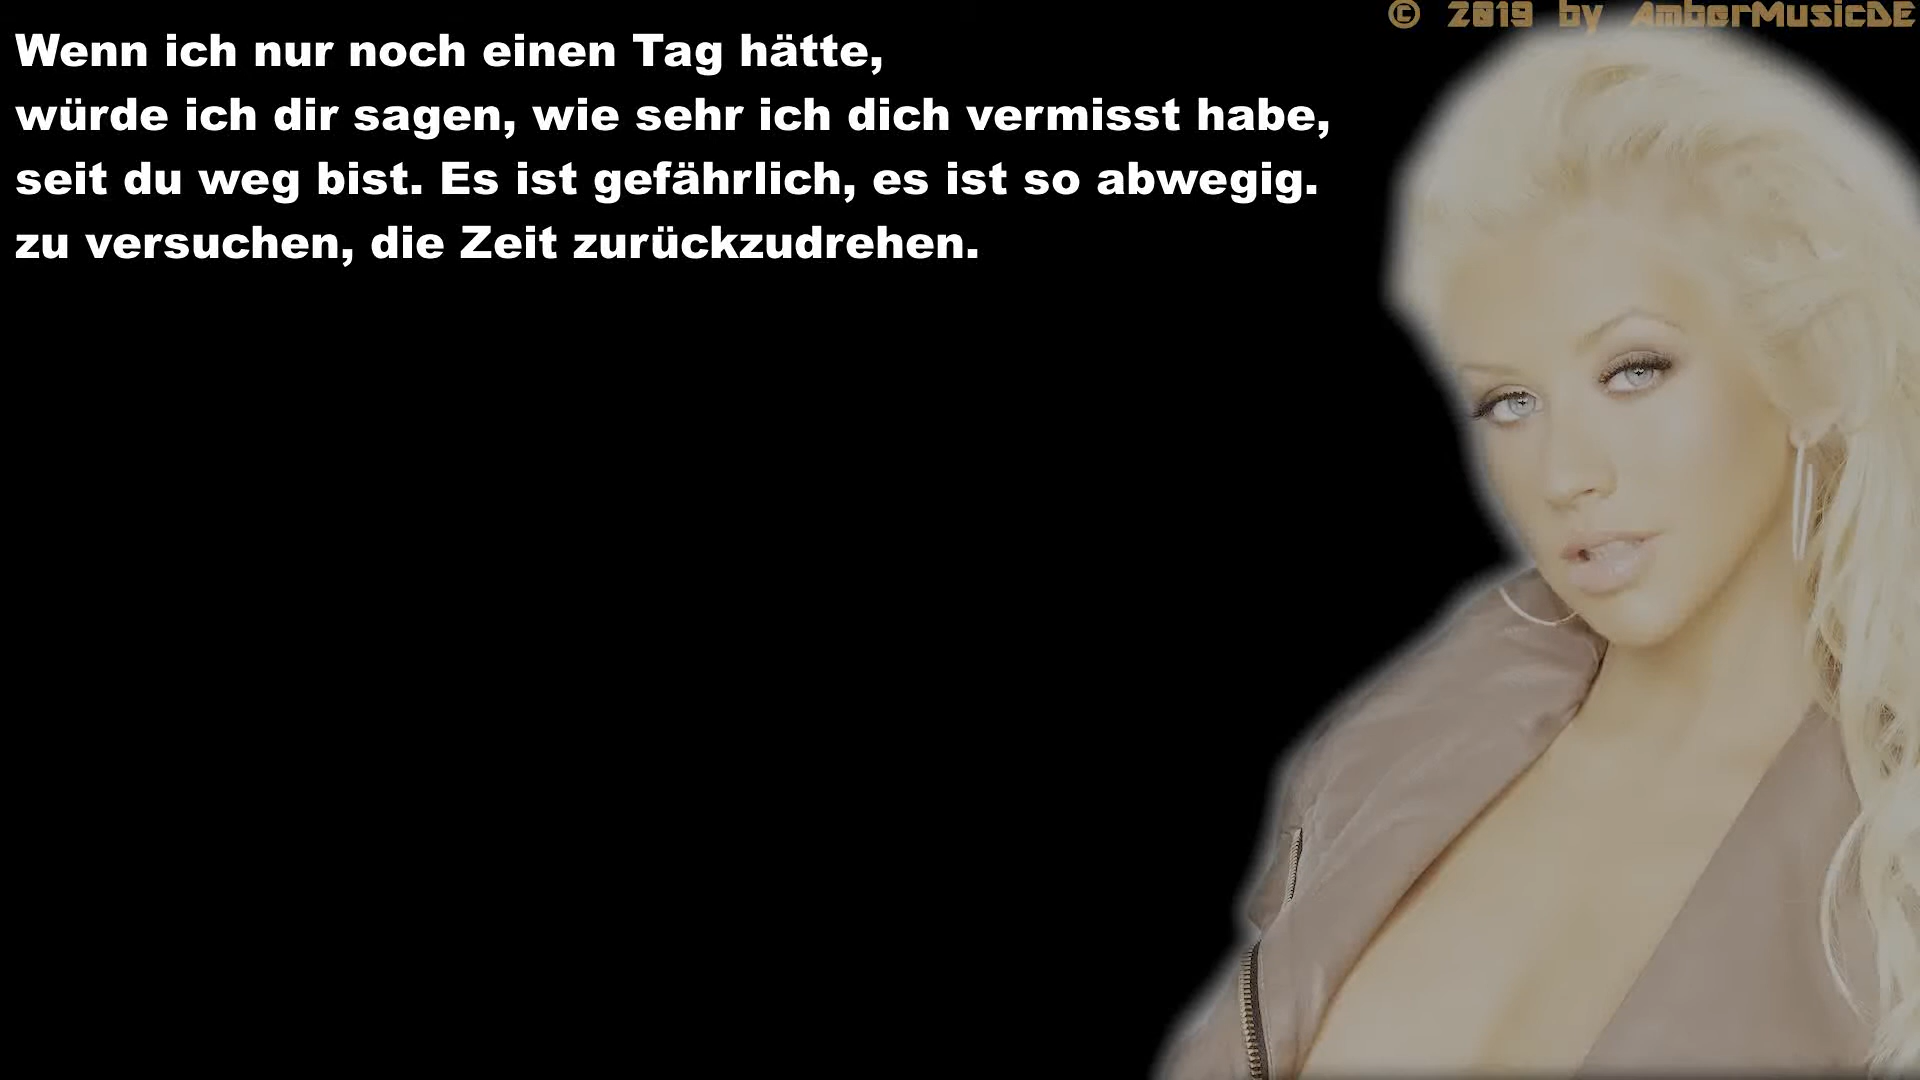 © 2019 by AmberMusicDE
Wenn ich nur noch einen Tag hätte,
würde ich dir sagen, wie sehr ich dich vermisst habe,
seit du weg bist. Es ist gefährlich, es ist so abwegig.
zu versuchen, die Zeit zurückzudrehen.